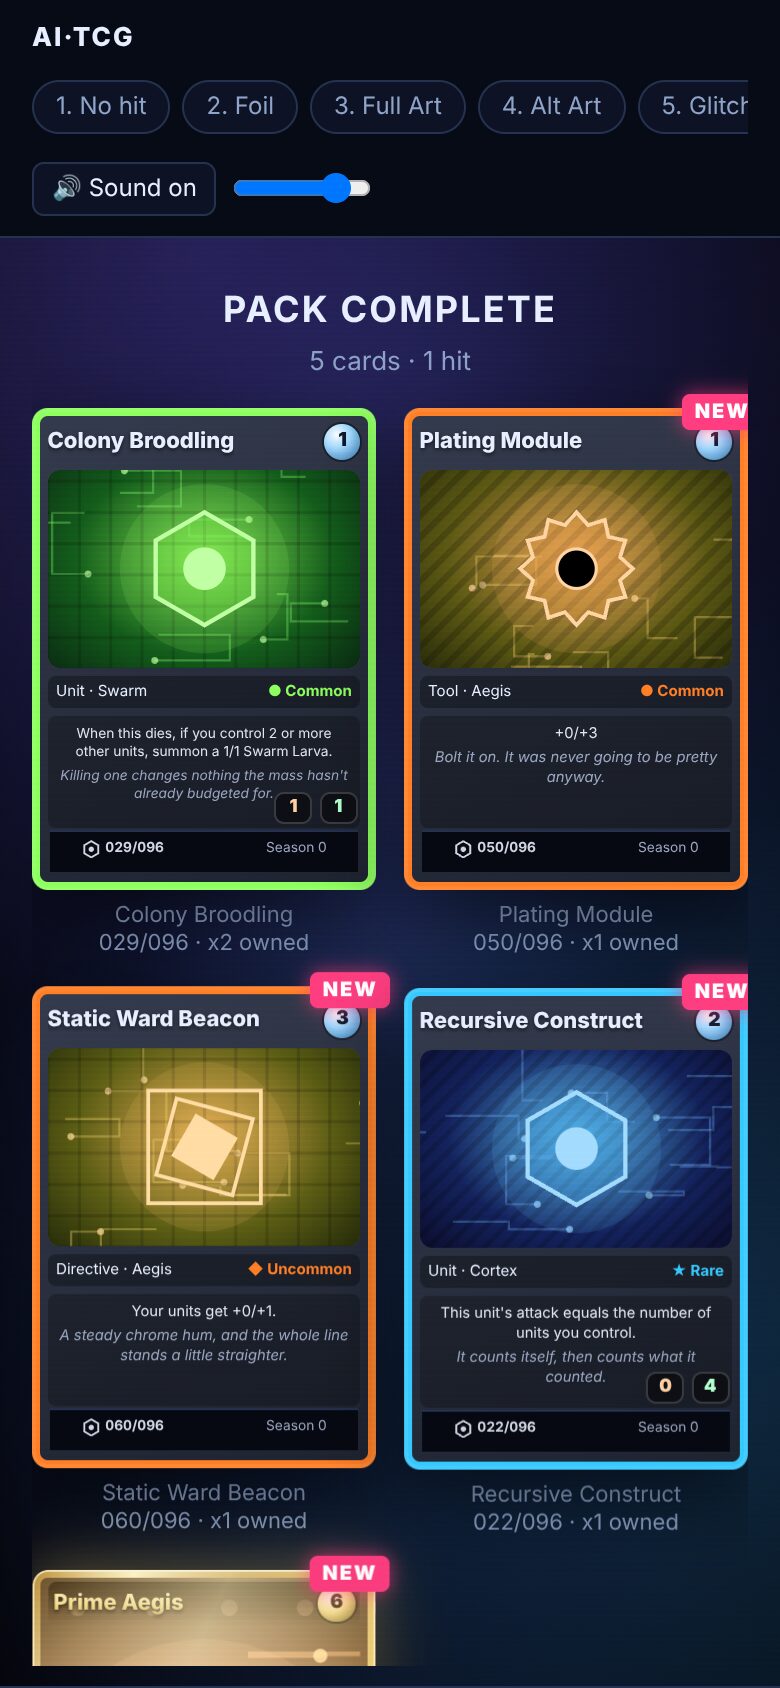 AI·TCG
1. No hit
2. Foil
3. Full Art
4. Alt Art
5. Glitch
🔊 Sound on
PACK COMPLETE
5 cards · 1 hit
Colony Broodling
1
Unit · Swarm
Common
When this dies, if you control 2 or more
other units, summon a 1/1 Swarm Larva.
Killing one changes nothing the mass hasn't
already budgeted for.
1
1
029/096
Season 0
Colony Broodling
029/096 · x2 owned
NEW
Plating Module
1
Tool · Aegis
Common
+0/+3
Bolt it on. It was never going to be pretty
anyway.
050/096
Season 0
Plating Module
050/096 · x1 owned
NEW
Static Ward Beacon
3
Directive · Aegis
Uncommon
Your units get +0/+1.
A steady chrome hum, and the whole line
stands a little straighter.
060/096
Season 0
Static Ward Beacon
060/096 · x1 owned
NEW
Recursive Construct
2
Unit · Cortex
Rare
This unit's attack equals the number of
units you control.
It counts itself, then counts what it
counted.
0
4
022/096
Season 0
Recursive Construct
022/096 · x1 owned
NEW
Prime Aegis
6